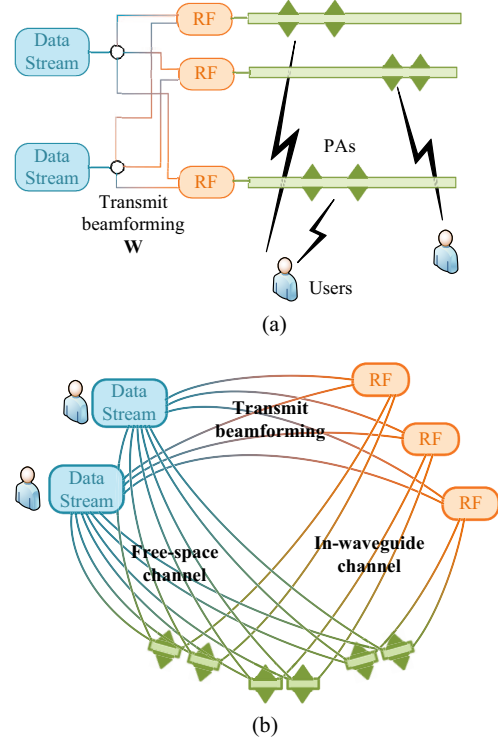 Data
Stream
RF
RF
Data
Stream
RF
PAs
Transmit
beamforming
W
Users
(a)
Data
Stream
RF
Transmit
beamforming
RF
Data
Stream
RF
Free-space
channel
In-waveguide
channel
(b)